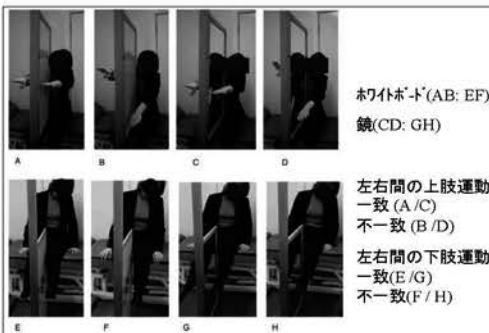 A B C D
ホワイトボード(AB: EF)
鏡(CD: GH)
左右間の上肢運動
一致 (A /C)
不一致 (B /D)
左右間の下肢運動
一致(E /G)
不一致(F / H)
E F G H